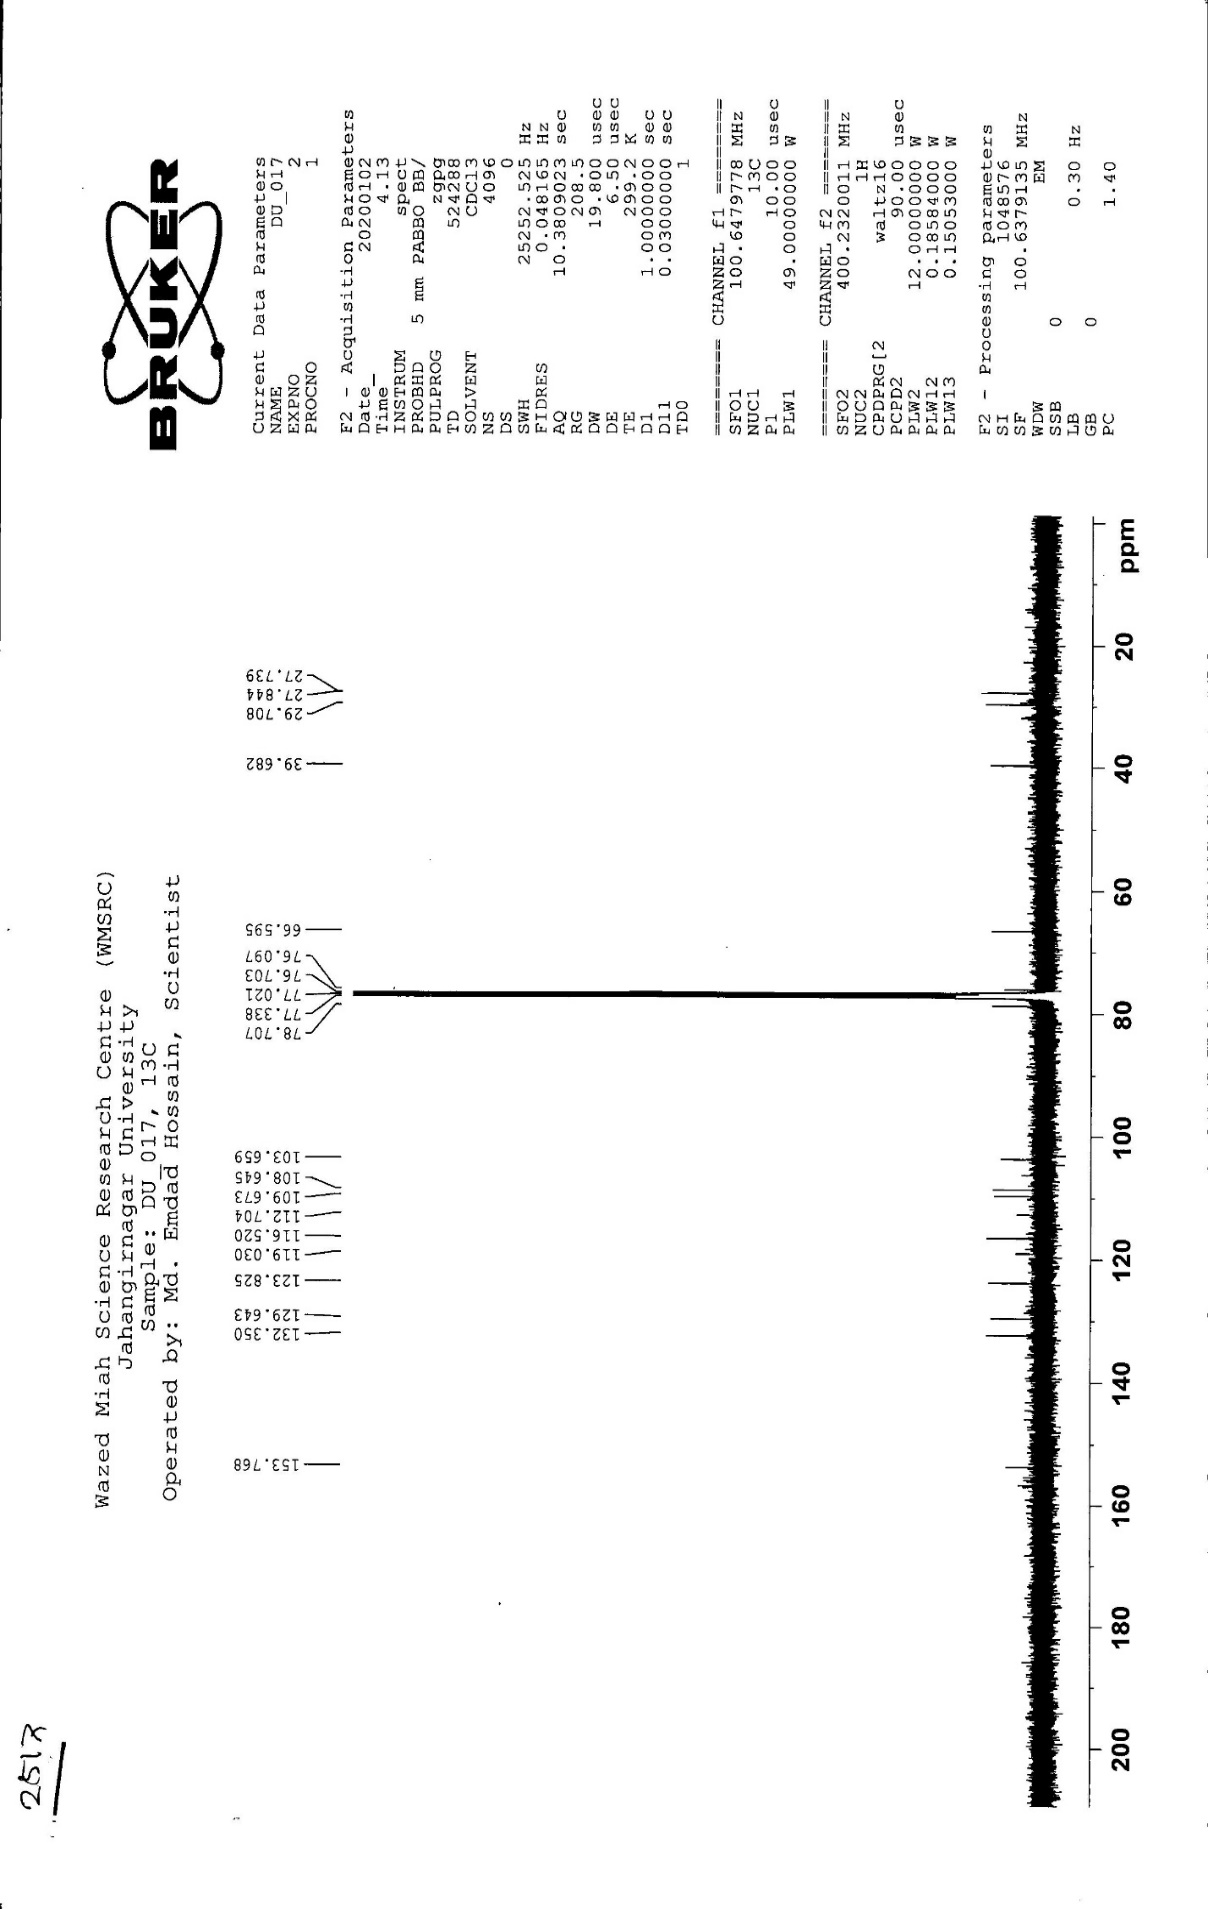 2517
Wazed Miah Science Research Centre (WMSRC)
Jahangirnagar University
Sample: DU_017, 13C
Operated by: Md. Emdad Hossain, Scientist
153.768
132.350
129.643
123.825
119.030
116.520
112.704
109.673
108.645
103.659
78.707
77.338
77.021
76.703
76.097
66.595
39.682
29.708
27.844
27.739
BRUKER
Current Data Parameters
NAME DU_017
EXPNO 2
PROCNO 1
F2 - Acquisition Parameters
Date_ 20200102
Time 4.13
INSTRUM spect
PROBHD 5 mm PABBO BB/
PULPROG zgpg
TD 524288
SOLVENT CDCl3
NS 4096
DS 0
SWH 25252.525 Hz
FIDRES 0.048165 Hz
AQ 10.3809023 sec
RG 208.5
DW 19.800 usec
DE 6.50 usec
TE 299.2 K
D1 1.00000000 sec
D11 0.03000000 sec
TD0 1
======== CHANNEL f1 ========
SFO1 100.6479778 MHz
NUC1 13C
P1 10.00 usec
PLW1 49.00000000 W
======== CHANNEL f2 ========
SFO2 400.2320011 MHz
NUC2 1H
CPDPRG[2 waltz16
PCPD2 90.00 usec
PLW2 12.00000000 W
PLW12 0.18584000 W
PLW13 0.15053000 W
F2 - Processing parameters
SI 1048576
SF 100.6379135 MHz
WDW EM
SSB 0
LB 0.30 Hz
GB 0
PC 1.40
200 180 160 140 120 100 80 60 40 20 ppm